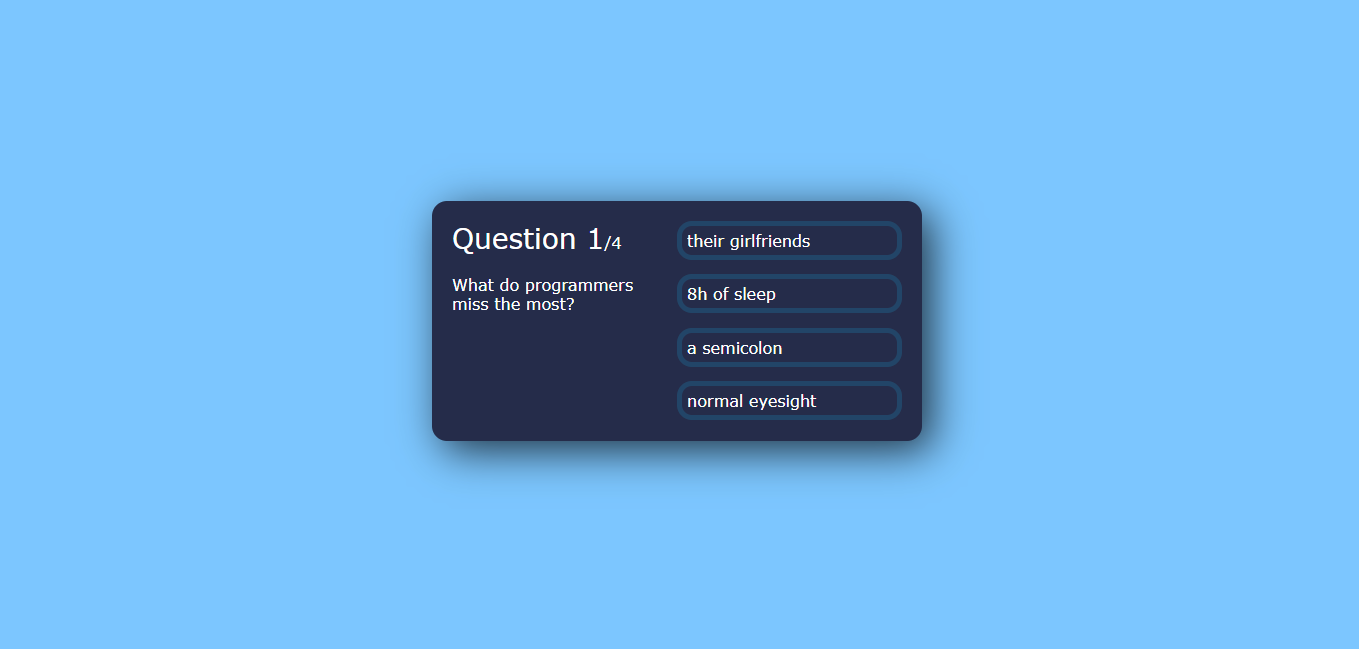 Question 1/4
What do programmers
miss the most?
their girlfriends
8h of sleep
a semicolon
normal eyesight